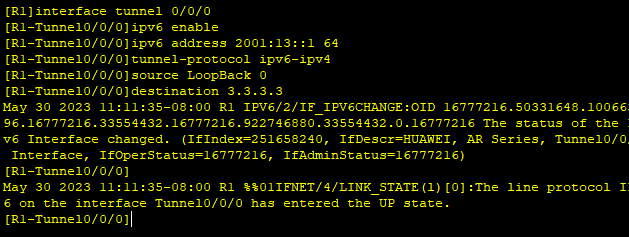 [R1]interface tunnel 0/0/0
[R1-Tunnel0/0/0]ipv6 enable
[R1-Tunnel0/0/0]ipv6 address 2001:13::1 64
[R1-Tunnel0/0/0]tunnel-protocol ipv6-ipv4
[R1-Tunnel0/0/0]source LoopBack 0
[R1-Tunnel0/0/0]destination 3.3.3.3
May 30 2023 11:11:35-08:00 R1 IPV6/2/IF_IPV6CHANGE:OID 16777216.50331648.10066
96.16777216.33554432.16777216.922746880.33554432.0.16777216 The status of the
v6 Interface changed. (IfIndex=251658240, IfDescr=HUAWEI, AR Series, Tunnel0/0
 Interface, IfOperStatus=16777216, IfAdminStatus=16777216)
[R1-Tunnel0/0/0]
May 30 2023 11:11:35-08:00 R1 %%01IFNET/4/LINK_STATE(l)[0]:The line protocol I
6 on the interface Tunnel0/0/0 has entered the UP state.
[R1-Tunnel0/0/0]